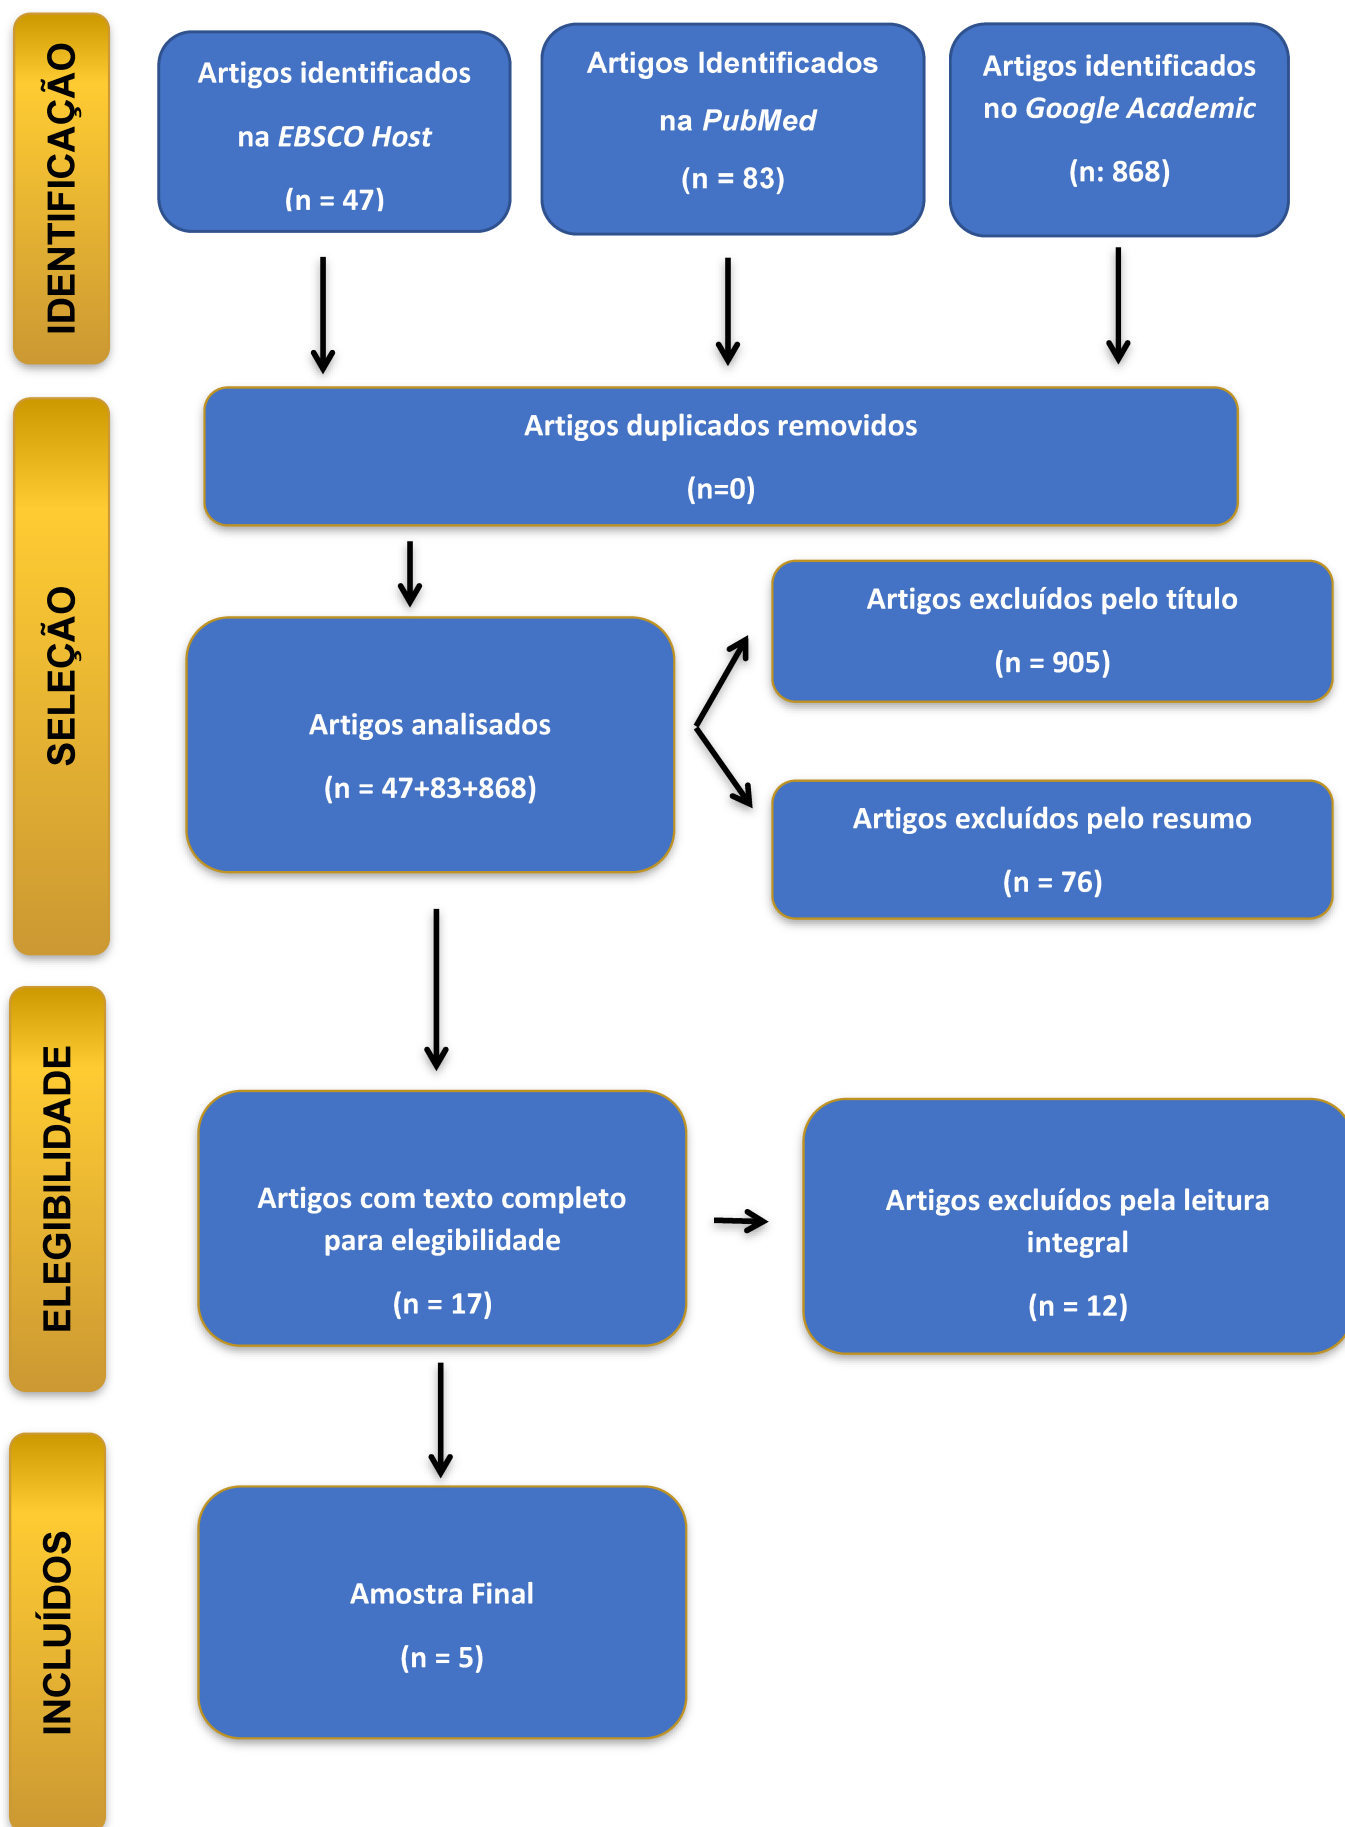 IDENTIFICAÇÃO
Artigos identificados
na EBSCO Host
(n = 47)
Artigos Identificados
na PubMed
(n = 83)
Artigos identificados
no Google Academic
(n: 868)
SELEÇÃO
Artigos duplicados removidos
(n=0)
Artigos analisados
(n = 47+83+868)
Artigos excluídos pelo título
(n = 905)
Artigos excluídos pelo resumo
(n = 76)
ELEGIBILIDADE
Artigos com texto completo
para elegibilidade
(n = 17)
Artigos excluídos pela leitura
integral
(n = 12)
INCLUÍDOS
Amostra Final
(n = 5)